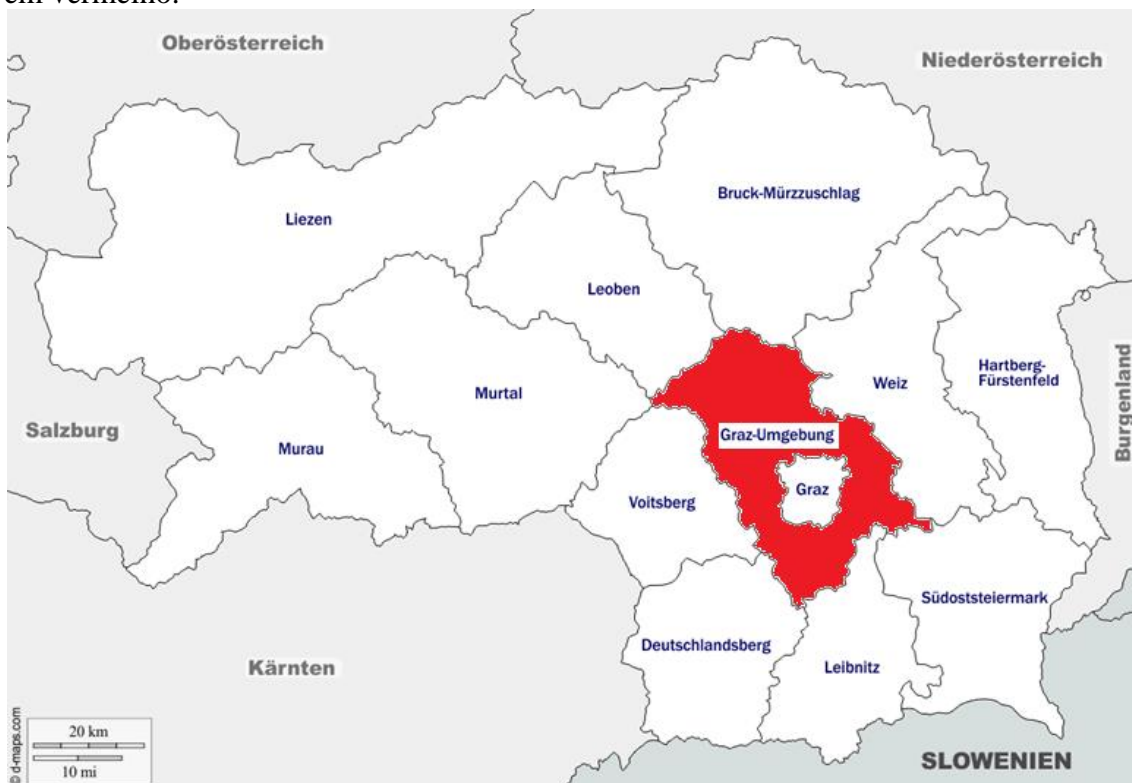 Oberösterreich
Niederösterreich
Bruck-Mürzzuschlag
Liezen
Leoben
Hartberg-
Fürstenfeld
Weiz
Murtal
Burgenland
Salzburg
Graz-Umgebung
Murau
Graz
Voitsberg
Südoststeiermark
Deutschlandsberg
Leibnitz
Kärnten
20 km
10 mi
© d-maps.com
SLOWENIEN